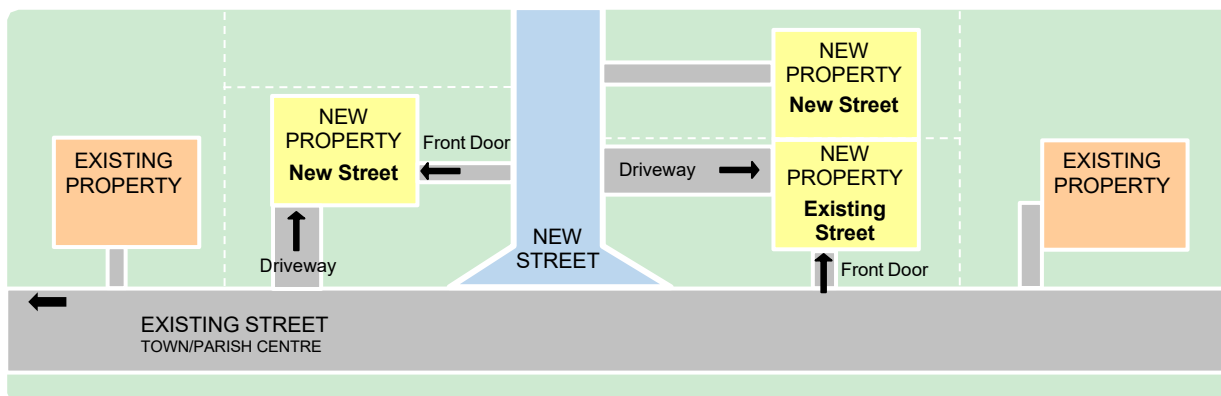 EXISTING
PROPERTY
NEW
PROPERTY
New Street
Front Door
Driveway
NEW
STREET
NEW
PROPERTY
New Street
Driveway
NEW
PROPERTY
Existing
Street
Front Door
EXISTING
PROPERTY
EXISTING STREET
TOWN/PARISH CENTRE